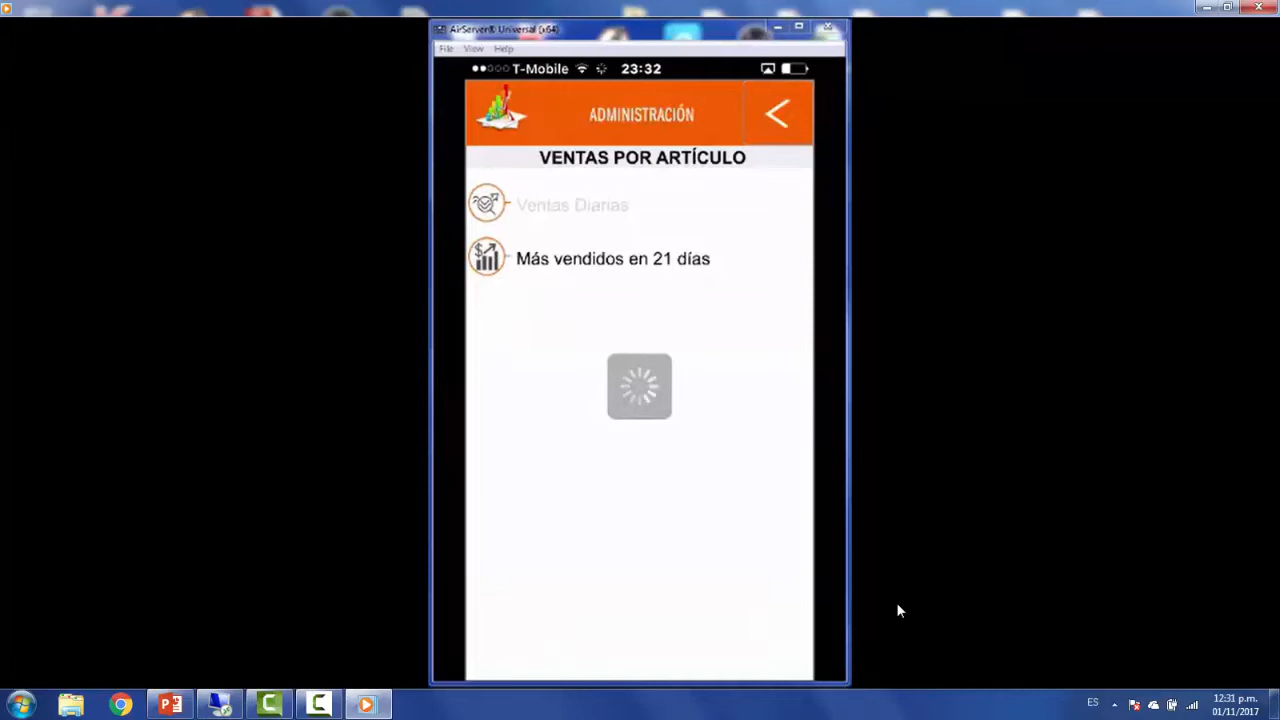 AirServer® Universal (x64)
File View Help
T-Mobile 23:32
ADMINISTRACIÓN
VENTAS POR ARTÍCULO
Ventas Diarias
Más vendidos en 21 días
ES
12:31 p.m.
01/11/2017